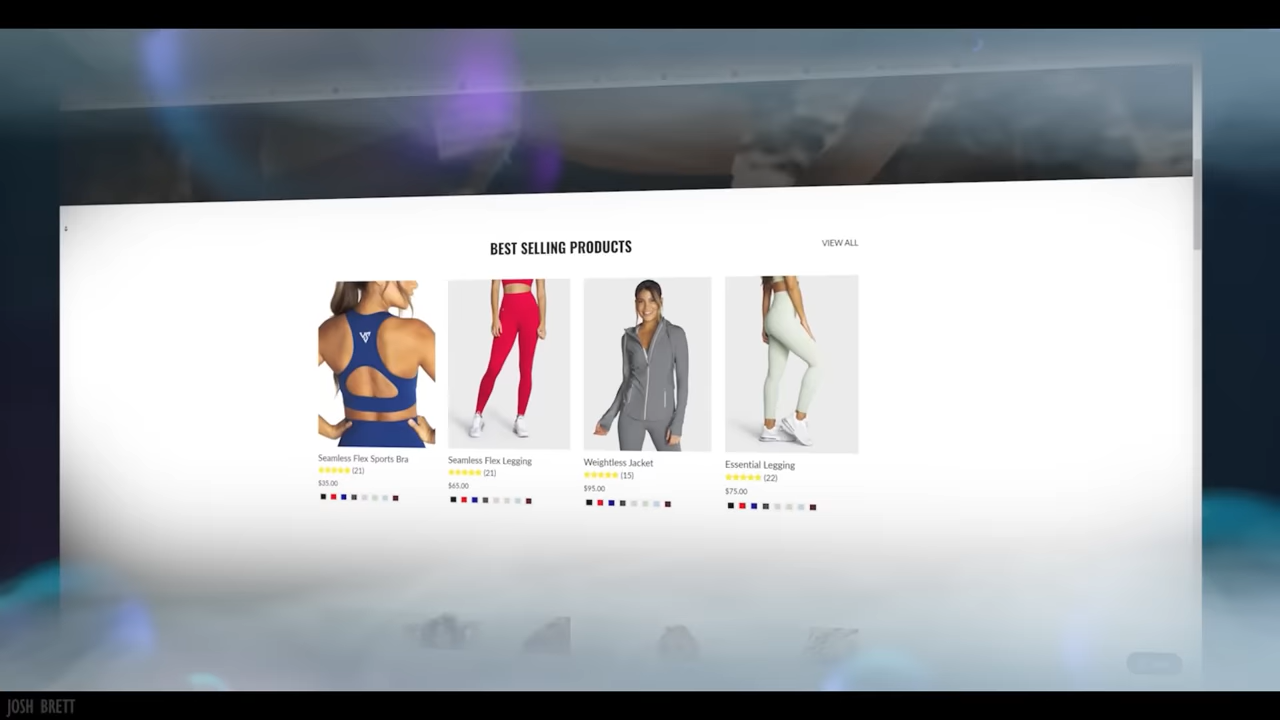 BEST SELLING PRODUCTS
VIEW ALL
Seamless Flex Sports Bra
(21)
$35.00
Seamless Flex Legging
(21)
$65.00
Weightless Jacket
(15)
$95.00
Essential Legging
(22)
$75.00
JOSH BRETT